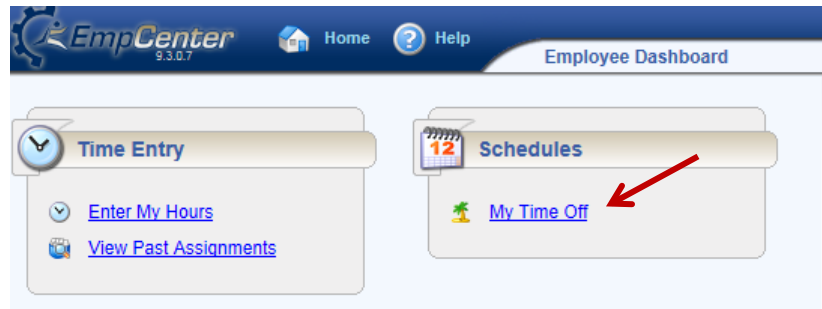 EmpCenter
9.3.0.7
Home
Help
Employee Dashboard
Time Entry
Enter My Hours
View Past Assignments
12
Schedules
My Time Off